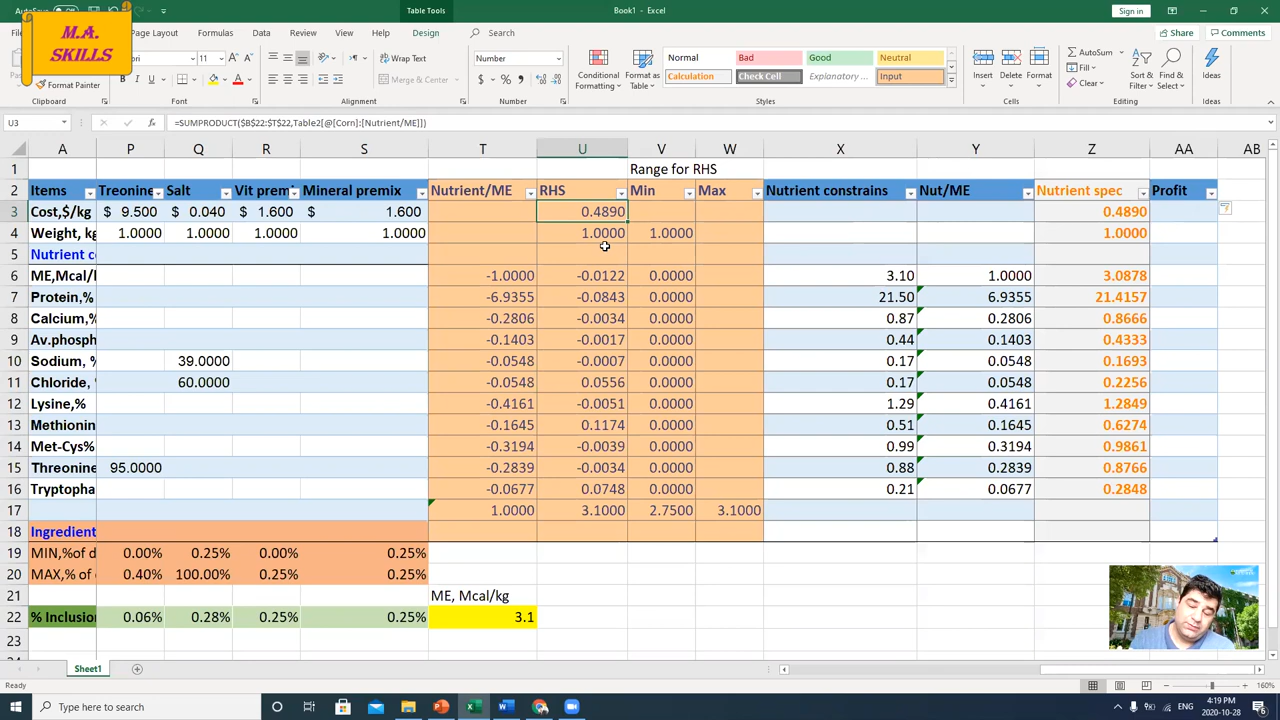 Table Tools
Book1 - Excel
Sign in
M.A.
SKILLS
Page Layout
Formulas
Data
Review
View
Help
Design
Search
Share
Comments
11
Format Painter
Merge & Center
Number
Conditional
Formatting
Format as
Table
Normal
Bad
Good
Neutral
Calculation
Check Cell
Explanatory ...
Input
Insert
Delete
Format
AutoSum
Fill
Clear
Sort &
Filter
Find &
Select
Ideas
Clipboard
Font
Alignment
Number
Styles
Cells
Editing
Ideas
U3
=SUMPRODUCT($B$22:$T$22,Table2[@[Corn]:[Nutrient/ME]])
A P Q R S T U V W X Y Z AA AB
1 Range for RHS
2 Items Treonine Salt Vit premi Mineral premix Nutrient/ME RHS Min Max Nutrient constrains Nut/ME Nutrient spec Profit
3 Cost,$/kg $ 9.500 $ 0.040 $ 1.600 $ 1.600 0.4890 0.4890
4 Weight, kg 1.0000 1.0000 1.0000 1.0000 1.0000 1.0000 1.0000
5 Nutrient c
6 ME,Mcal/ -1.0000 -0.0122 0.0000 3.10 1.0000 3.0878
7 Protein,% -6.9355 -0.0843 0.0000 21.50 6.9355 21.4157
8 Calcium,% -0.2806 -0.0034 0.0000 0.87 0.2806 0.8666
9 Av.phosph -0.1403 -0.0017 0.0000 0.44 0.1403 0.4333
10 Sodium, % 39.0000 -0.0548 -0.0007 0.0000 0.17 0.0548 0.1693
11 Chloride, 60.0000 -0.0548 0.0556 0.0000 0.17 0.0548 0.2256
12 Lysine,% -0.4161 -0.0051 0.0000 1.29 0.4161 1.2849
13 Methionin -0.1645 0.1174 0.0000 0.51 0.1645 0.6274
14 Met-Cys% -0.3194 -0.0039 0.0000 0.99 0.3194 0.9861
15 Threonine 95.0000 -0.2839 -0.0034 0.0000 0.88 0.2839 0.8766
16 Tryptopha -0.0677 0.0748 0.0000 0.21 0.0677 0.2848
17 1.0000 3.1000 2.7500 3.1000
18 Ingredient
19 MIN,%of d 0.00% 0.25% 0.00% 0.25%
20 MAX,% of 0.40% 100.00% 0.25% 0.25%
21 ME, Mcal/kg
22 % Inclusion 0.06% 0.28% 0.25% 0.25% 3.1
23
Sheet1
Ready
160%
Type here to search
ENG
4:19 PM
2020-10-28